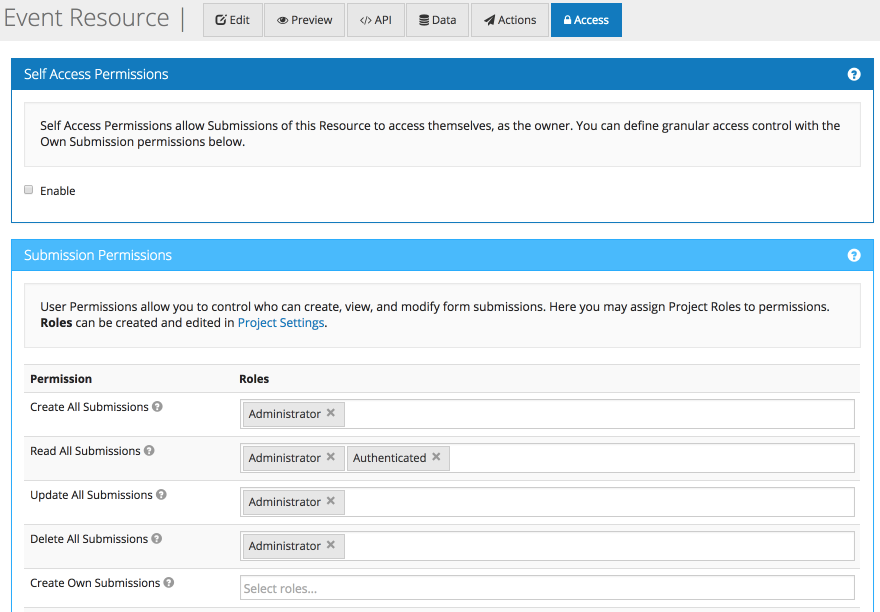 Event Resource |
Edit Preview </> API Data Actions Access
Self Access Permissions ?
Self Access Permissions allow Submissions of this Resource to access themselves, as the owner. You can define granular access control with the
Own Submission permissions below.
Enable
Submission Permissions ?
User Permissions allow you to control who can create, view, and modify form submissions. Here you may assign Project Roles to permissions.
Roles can be created and edited in Project Settings.
Permission Roles
Create All Submissions ? Administrator ×
Read All Submissions ? Administrator × Authenticated ×
Update All Submissions ? Administrator ×
Delete All Submissions ? Administrator ×
Create Own Submissions ? Select roles...